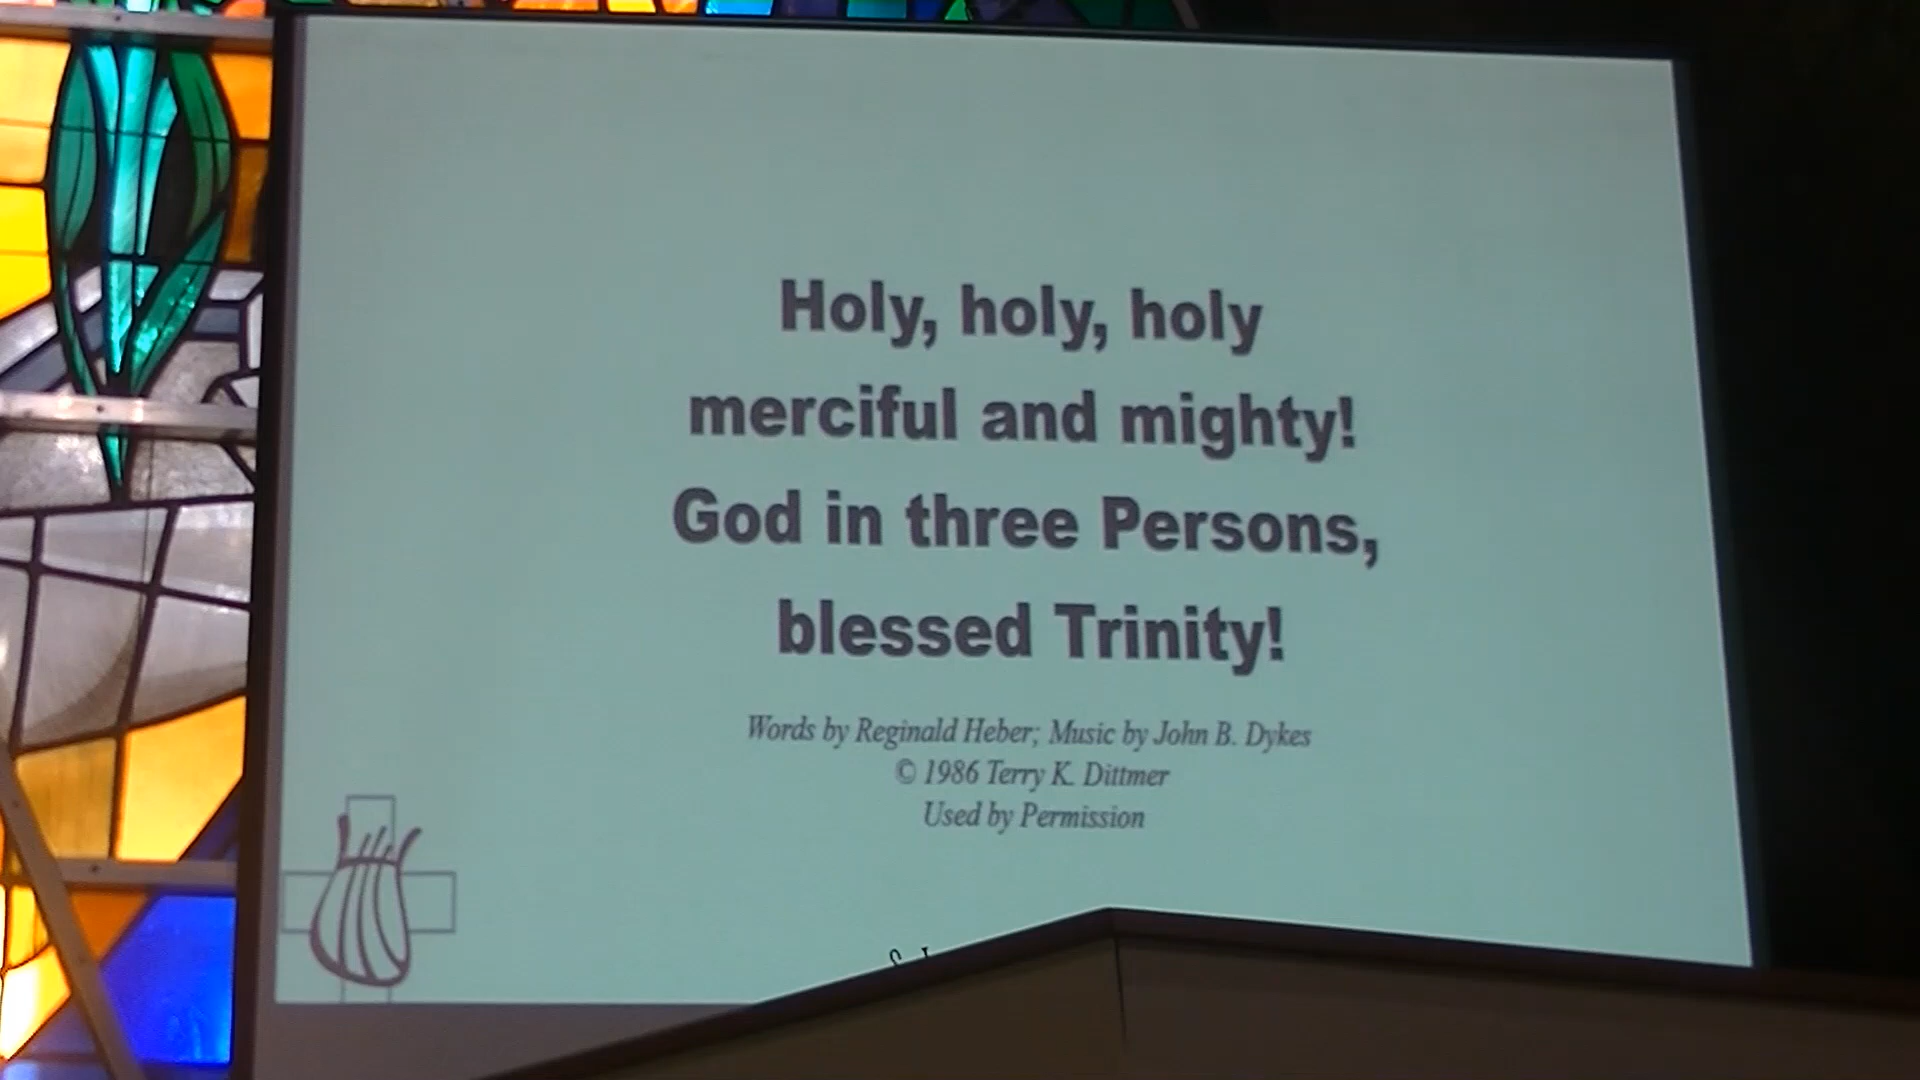 Holy, holy, holy
merciful and mighty!
God in three Persons,
blessed Trinity!
Words by Reginald Heber; Music by John B. Dykes
© 1986 Terry K. Dittmer
Used by Permission